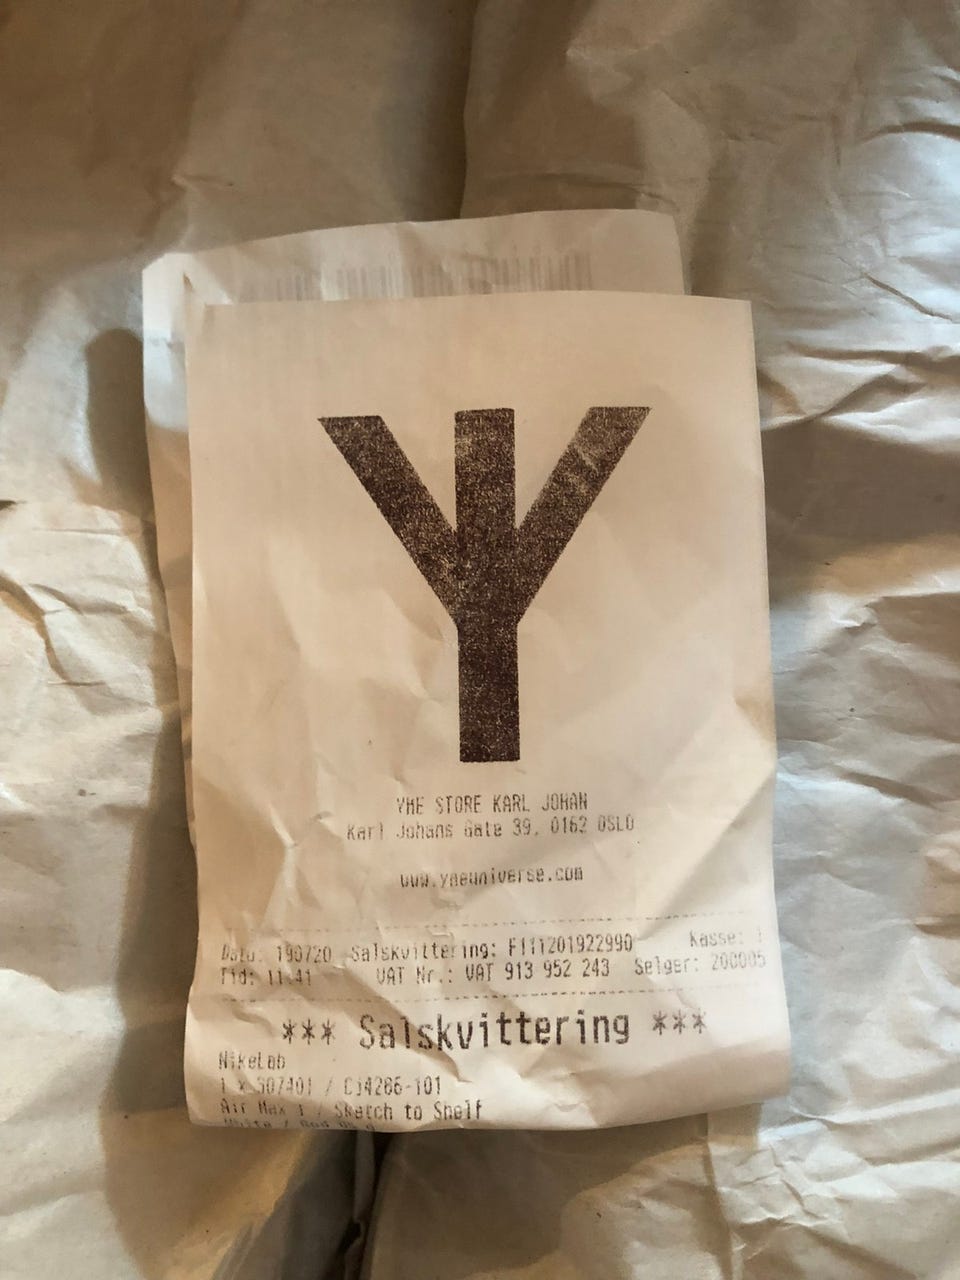 YME STORE KARL JOHAN
Karl Johans Gate 39, 0162 OSLO
www.ymeuniverse.com
Dato: 190720 Salskvittering: F111201922990 Kasse: 1
Tid: 11:41 VAT Nr.: VAT 913 952 243 Selger: 200005
*** Salskvittering ***
NikeLab
1 x 307401 / CJ4286-101
Air Max 1 / Sketch to Shelf
White /